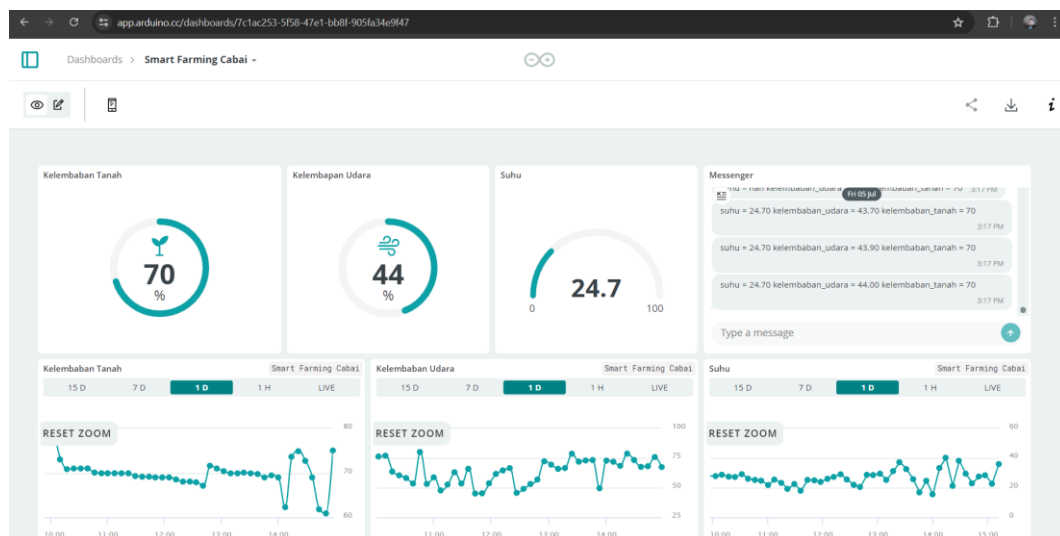 app.arduino.cc/dashboards/7c1ac253-5f58-47e1-bb8f-905fa34e9f47
Dashboards > Smart Farming Cabai
Kelembaban Tanah
70
%
Kelembapan Udara
44
%
Suhu
24.7
0 100
Messenger
Fri 05 Jul
kelembaban_udara kelembaban_tanah = 70 3:17 PM
suhu = 24.70 kelembaban_udara = 43.70 kelembaban_tanah = 70
3:17 PM
suhu = 24.70 kelembaban_udara = 43.90 kelembaban_tanah = 70
3:17 PM
suhu = 24.70 kelembaban_udara = 44.00 kelembaban_tanah = 70
3:17 PM
Type a message
Kelembaban Tanah Smart Farming Cabai
15 D 7 D 1 D 1 H LIVE
RESET ZOOM
80
70
60
10:00 11:00 12:00 13:00 14:00
Kelembaban Udara Smart Farming Cabai
15 D 7 D 1 D 1 H LIVE
RESET ZOOM
100
75
50
25
11:00 12:00 13:00 14:00
Suhu Smart Farming Cabai
15 D 7 D 1 D 1 H LIVE
RESET ZOOM
60
40
20
0
10:00 11:00 12:00 13:00 14:00 15:00